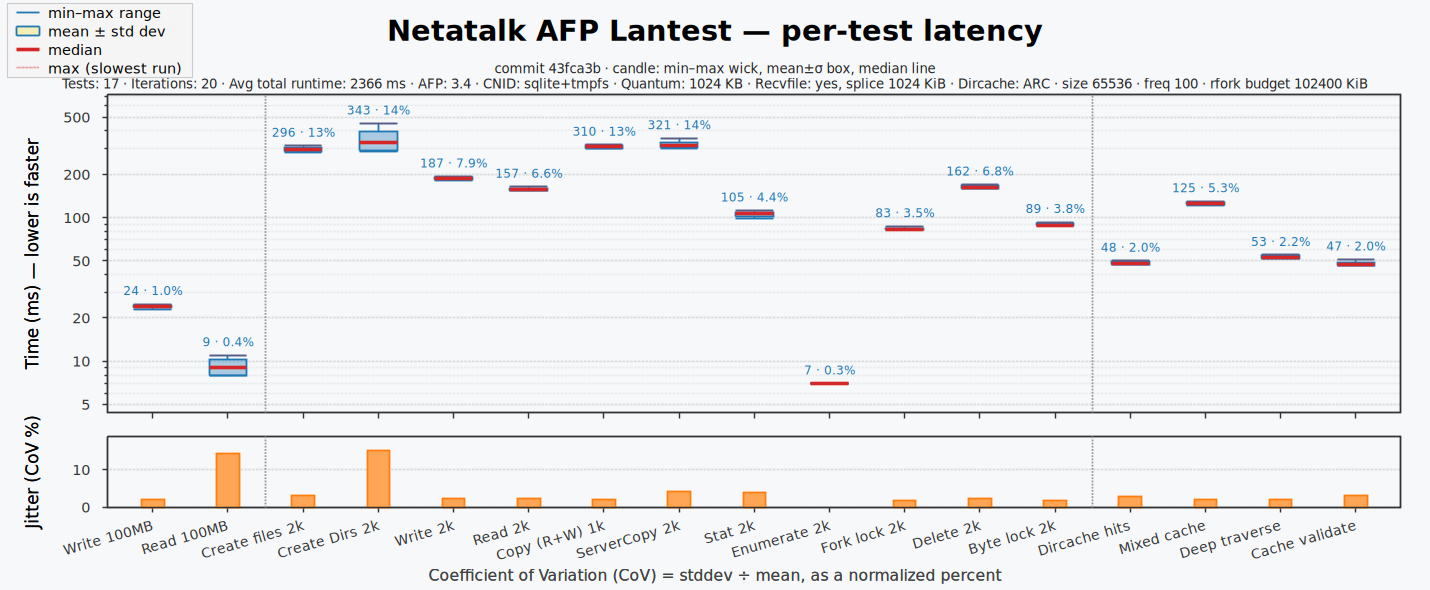 min–max range
mean ± std dev
median
max (slowest run)
Netatalk AFP Lantest — per-test latency
commit 43fca3b · candle: min–max wick, mean±σ box, median line
Tests: 17 · Iterations: 20 · Avg total runtime: 2366 ms · AFP: 3.4 · CNID: sqlite+tmpfs · Quantum: 1024 KB · Recvfile: yes, splice 1024 KiB · Dircache: ARC · size 65536 · freq 100 · rfork budget 102400 KiB
Time (ms) — lower is faster
500
200
100
50
20
10
5
24 · 1.0%
9 · 0.4%
296 · 13%
343 · 14%
187 · 7.9%
157 · 6.6%
310 · 13%
321 · 14%
105 · 4.4%
7 · 0.3%
83 · 3.5%
162 · 6.8%
89 · 3.8%
48 · 2.0%
125 · 5.3%
53 · 2.2%
47 · 2.0%
Jitter (CoV %)
10
0
Write 100MB
Read 100MB
Create files 2k
Create Dirs 2k
Write 2k
Read 2k
Copy (R+W) 1k
ServerCopy 2k
Stat 2k
Enumerate 2k
Fork lock 2k
Delete 2k
Byte lock 2k
Dircache hits
Mixed cache
Deep traverse
Cache validate
Coefficient of Variation (CoV) = stddev ÷ mean, as a normalized percent